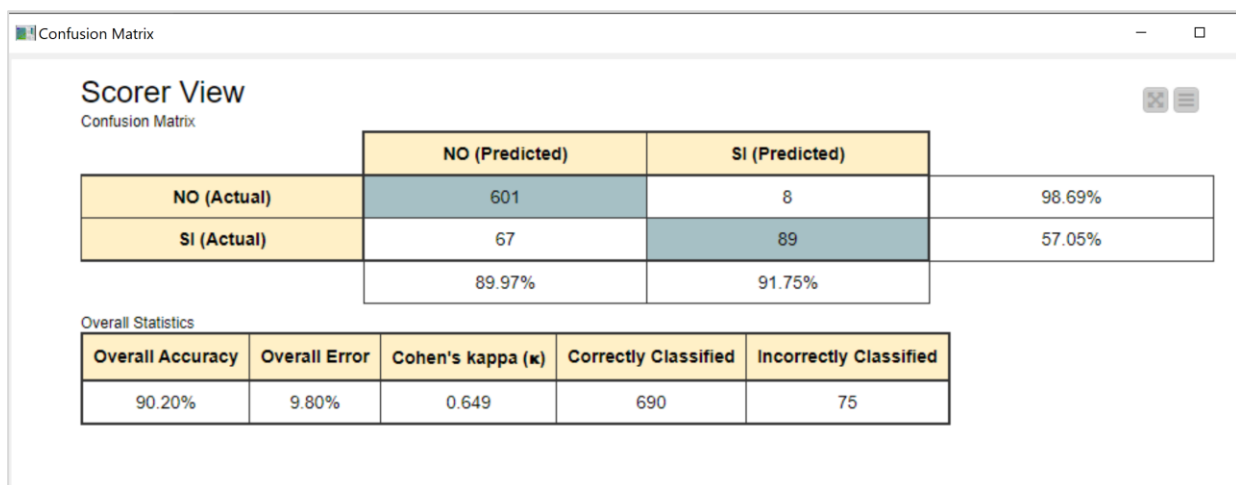 Confusion Matrix
Scorer View
Confusion Matrix
NO (Predicted) SI (Predicted)
NO (Actual) 601 8 98.69%
SI (Actual) 67 89 57.05%
89.97% 91.75%
Overall Statistics
Overall Accuracy Overall Error Cohen's kappa (κ) Correctly Classified Incorrectly Classified
90.20% 9.80% 0.649 690 75